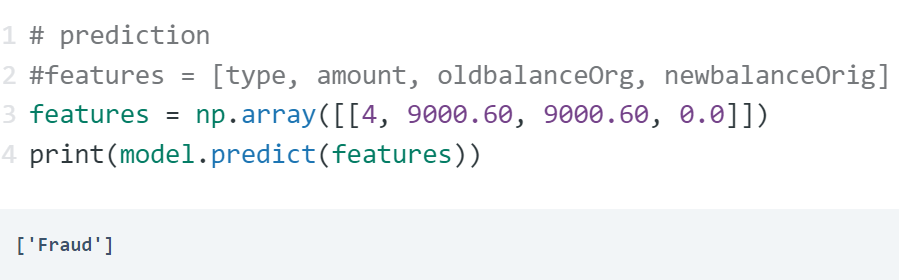 1 # prediction
2 #features = [type, amount, oldbalanceOrg, newbalanceOrig]
3 features = np.array([[4, 9000.60, 9000.60, 0.0]])
4 print(model.predict(features))
['Fraud']